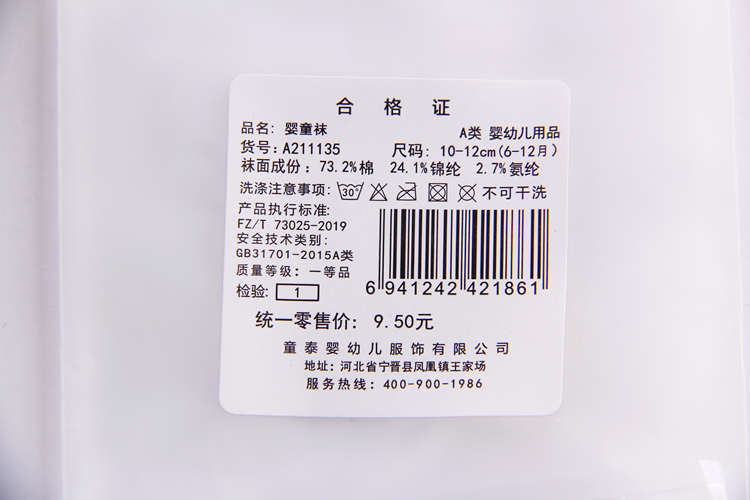 合格证
品名: 婴童袜 A类 婴幼儿用品
货号: A211135 尺码: 10-12cm(6-12月)
袜面成份: 73.2%棉 24.1%锦纶 2.7%氨纶
洗涤注意事项: 30° 不可干洗
产品执行标准:
FZ/T 73025-2019
安全技术类别:
GB31701-2015A类
质量等级: 一等品
检验: 1
6 941242 421861
统一零售价: 9.50元
童泰婴幼儿服饰有限公司
地址: 河北省宁晋县凤凰镇王家场
服务热线: 400-900-1986